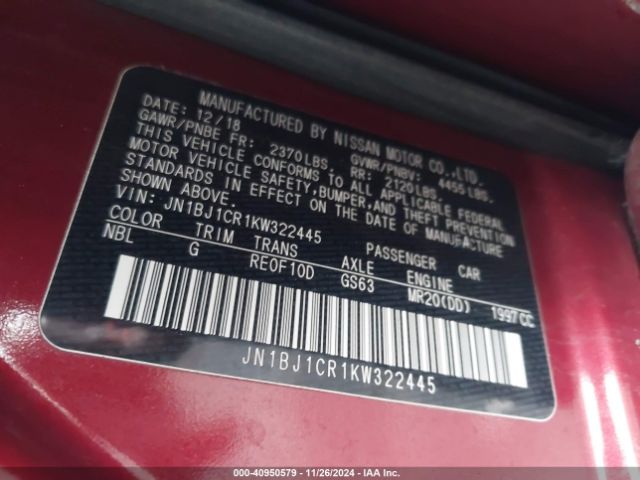 MANUFACTURED BY NISSAN MOTOR CO.,LTD.
DATE: 12/18
GAWR/PNBE FR: 2370LBS. GVWR/PNBV: 4455LBS.
RR: 2120LBS.
THIS VEHICLE CONFORMS TO ALL APPLICABLE FEDERAL
MOTOR VEHICLE SAFETY, BUMPER, AND THEFT PREVENTION
STANDARDS IN EFFECT ON THE DATE OF MANUFACTURE
SHOWN ABOVE.
VIN: JN1BJ1CR1KW322445 PASSENGER CAR
COLOR TRIM TRANS AXLE ENGINE
NBL G RE0F10D GS63 MR20(DD) 1997CC
JN1BJ1CR1KW322445
000-40950579 - 11/26/2024 - IAA Inc.